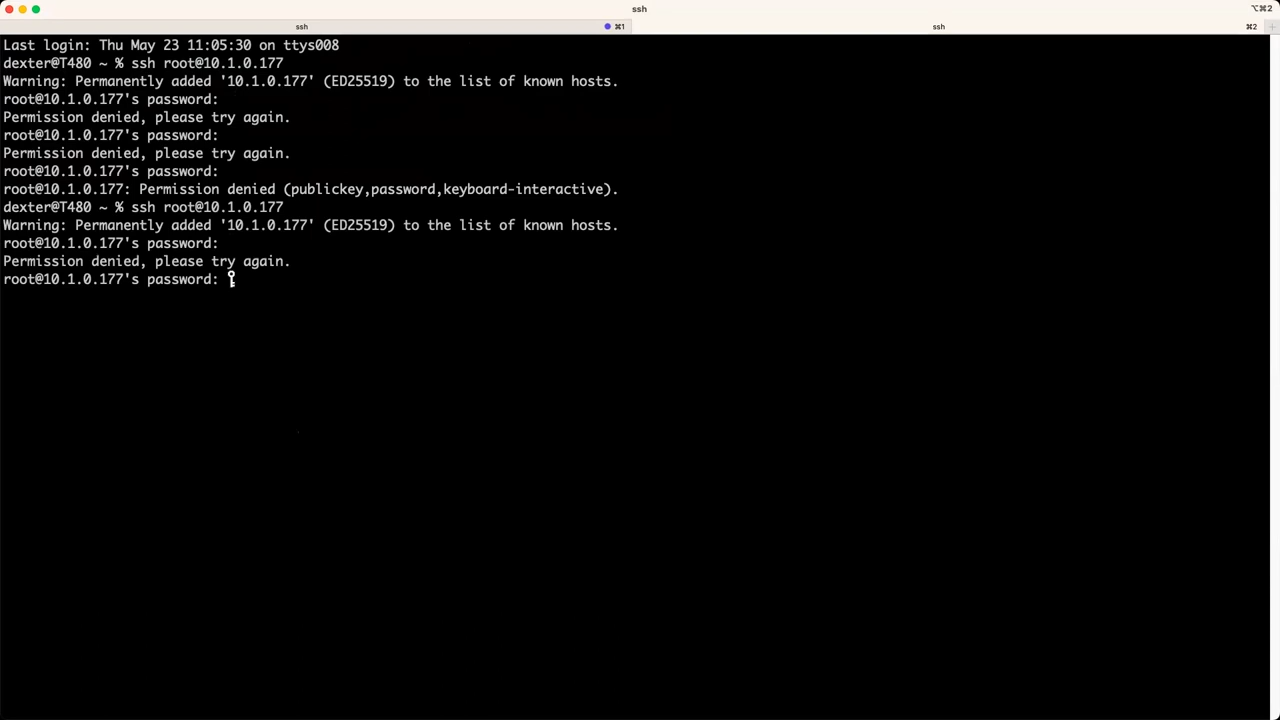 ssh
⌥⌘2
ssh
⌘1
ssh
⌘2
Last login: Thu May 23 11:05:30 on ttys008
dexter@T480 ~ % ssh root@10.1.0.177
Warning: Permanently added '10.1.0.177' (ED25519) to the list of known hosts.
root@10.1.0.177's password:
Permission denied, please try again.
root@10.1.0.177's password:
Permission denied, please try again.
root@10.1.0.177's password:
root@10.1.0.177: Permission denied (publickey,password,keyboard-interactive).
dexter@T480 ~ % ssh root@10.1.0.177
Warning: Permanently added '10.1.0.177' (ED25519) to the list of known hosts.
root@10.1.0.177's password:
Permission denied, please try again.
root@10.1.0.177's password: